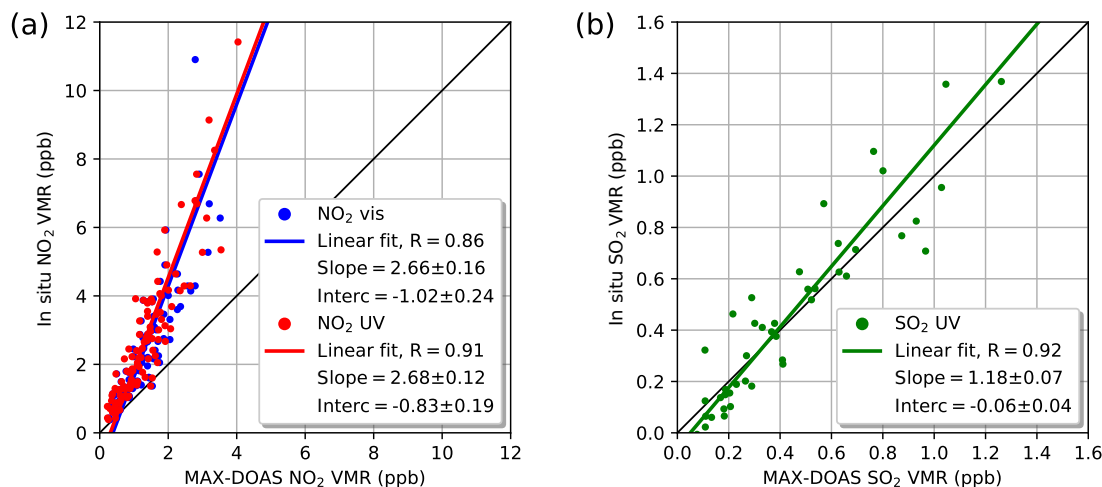 (a)
12
10
8
6
4
2
0
0 2 4 6 8 10 12
In situ NO₂ VMR (ppb)
MAX-DOAS NO₂ VMR (ppb)
NO₂ vis
Linear fit, R = 0.86
Slope = 2.66±0.16
Interc = -1.02±0.24
NO₂ UV
Linear fit, R = 0.91
Slope = 2.68±0.12
Interc = -0.83±0.19
(b)
1.6
1.4
1.2
1.0
0.8
0.6
0.4
0.2
0.0
0.0 0.2 0.4 0.6 0.8 1.0 1.2 1.4 1.6
In situ SO₂ VMR (ppb)
MAX-DOAS SO₂ VMR (ppb)
SO₂ UV
Linear fit, R = 0.92
Slope = 1.18±0.07
Interc = -0.06±0.04